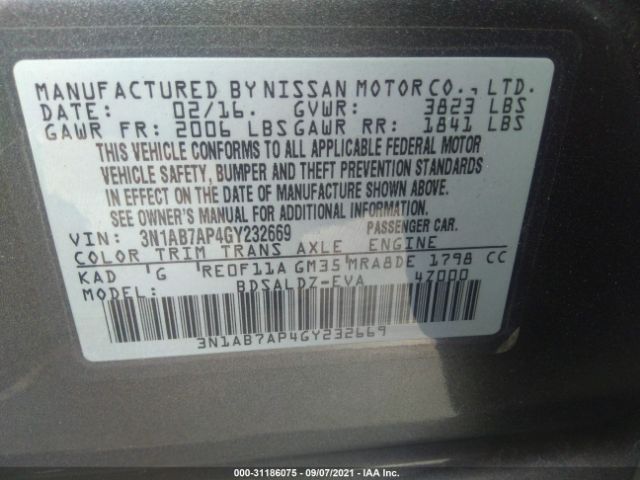 MANUFACTURED BY NISSAN MOTOR CO., LTD.
DATE: 02/16. GVWR: 3823 LBS
GAWR FR: 2006 LBS GAWR RR: 1841 LBS
THIS VEHICLE CONFORMS TO ALL APPLICABLE FEDERAL MOTOR
VEHICLE SAFETY, BUMPER AND THEFT PREVENTION STANDARDS
IN EFFECT ON THE DATE OF MANUFACTURE SHOWN ABOVE.
SEE OWNER'S MANUAL FOR ADDITIONAL INFORMATION.
VIN: 3N1AB7AP4GY232669 PASSENGER CAR.
COLOR TRIM TRANS AXLE ENGINE
KAD G RE0F11A GM35 MRA8DE 1798 CC
MODEL: BDSALDZ-EVA 47000
3N1AB7AP4GY232669
000-31186075 - 09/07/2021 - IAA Inc.